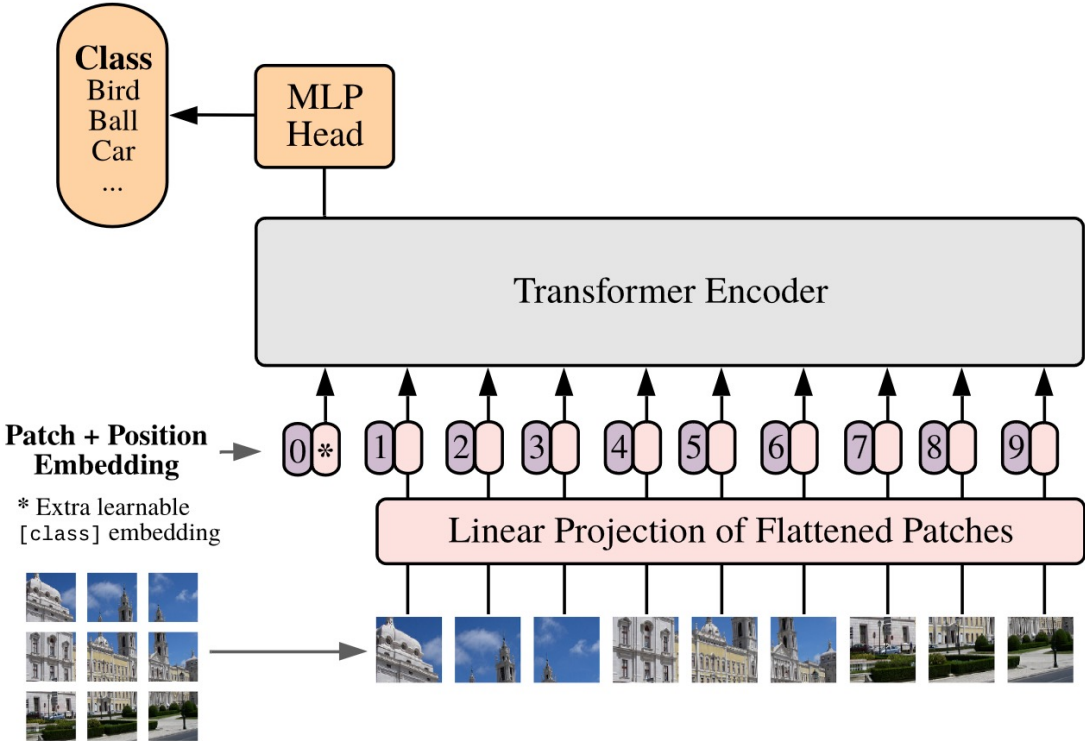 Class
Bird
Ball
Car
...
MLP
Head
Transformer Encoder
Patch + Position
Embedding
0 * 1 2 3 4 5 6 7 8 9
* Extra learnable
[class] embedding
Linear Projection of Flattened Patches